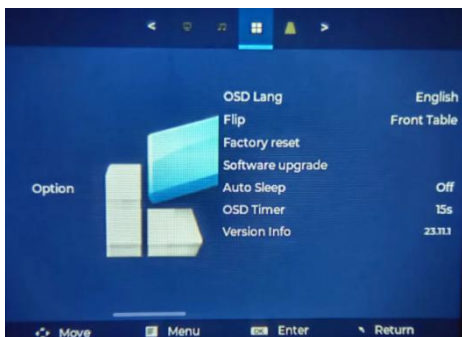 OSD Lang English
Flip Front Table
Factory reset
Software upgrade
Option
Auto Sleep Off
OSD Timer 15s
Version Info 23.11.1
Move Menu OK Enter Return